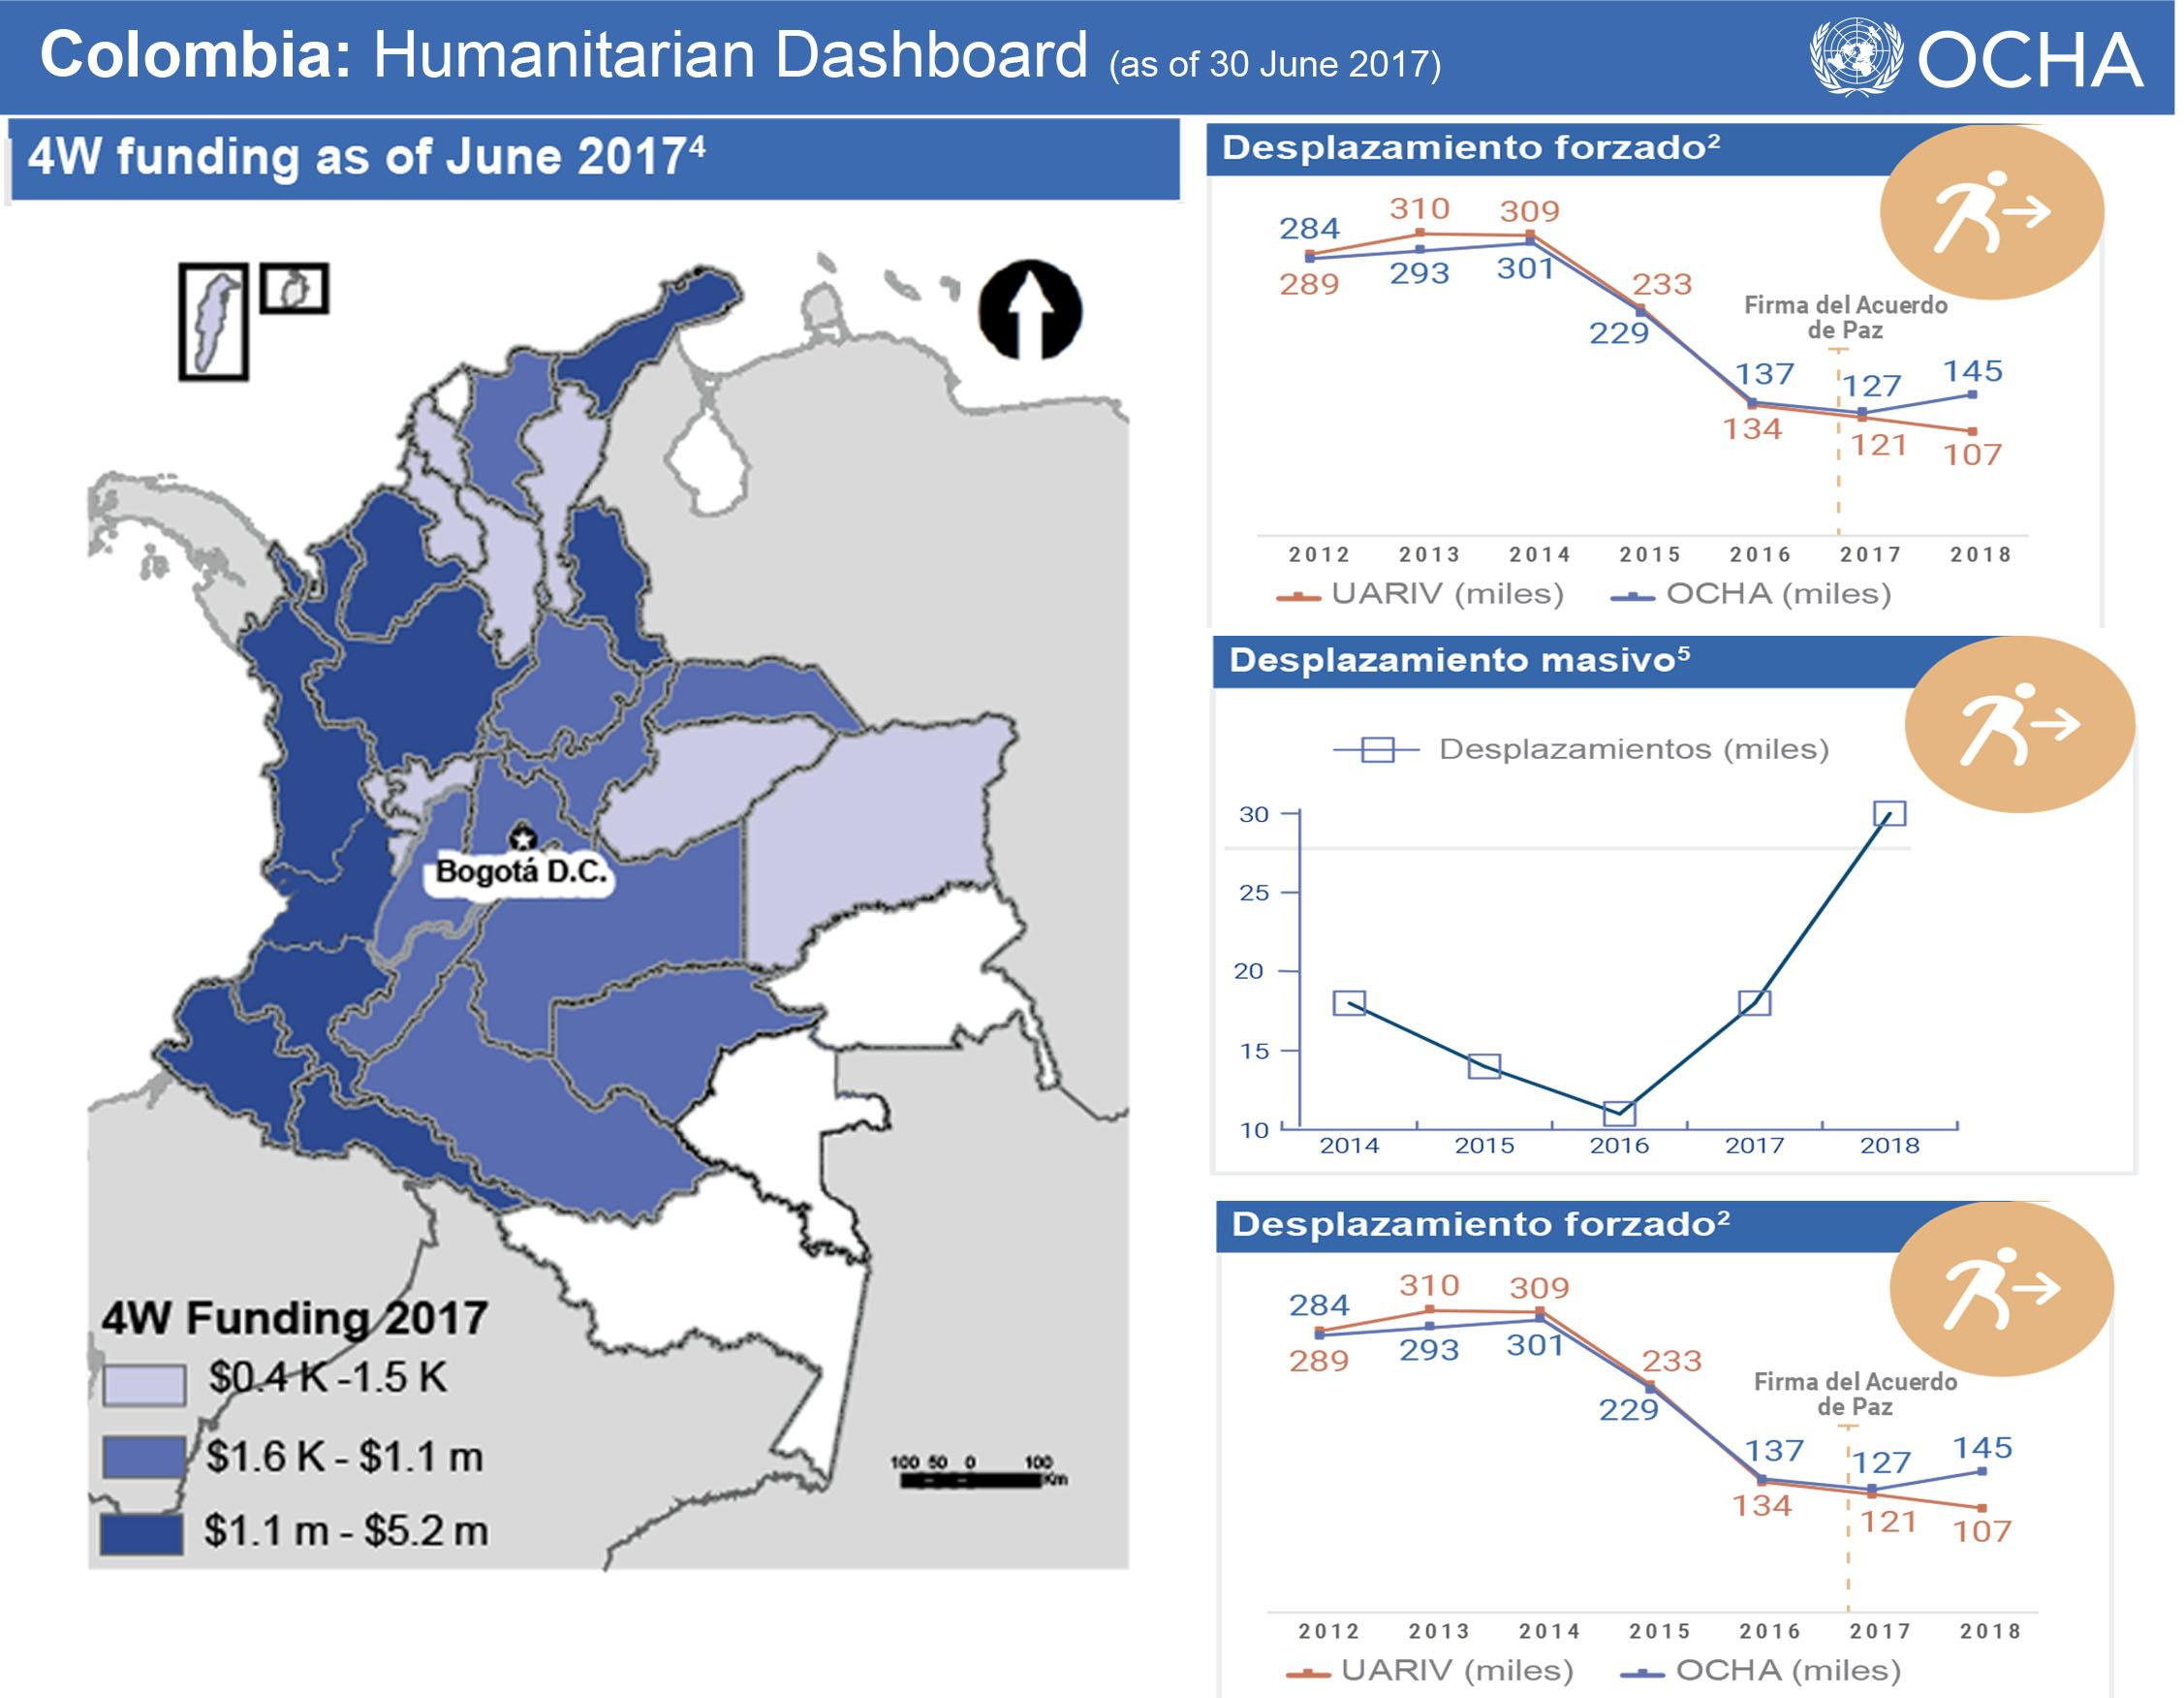 Colombia: Humanitarian Dashboard (as of 30 June 2017)
OCHA
4W funding as of June 2017⁴
Bogotá D.C.
4W Funding 2017
$0.4 K -1.5 K
$1.6 K - $1.1 m
$1.1 m - $5.2 m
100 50 0 100
Km
Desplazamiento forzado²
284 310 309
289 293 301
233
229
Firma del Acuerdo
de Paz
137 127 145
134 121 107
2012 2013 2014 2015 2016 2017 2018
UARIV (miles) OCHA (miles)
Desplazamiento masivo⁵
Desplazamientos (miles)
30
25
20
15
10
2014 2015 2016 2017 2018
Desplazamiento forzado²
284 310 309
289 293 301
233
229
Firma del Acuerdo
de Paz
137 127 145
134 121 107
2012 2013 2014 2015 2016 2017 2018
UARIV (miles) OCHA (miles)